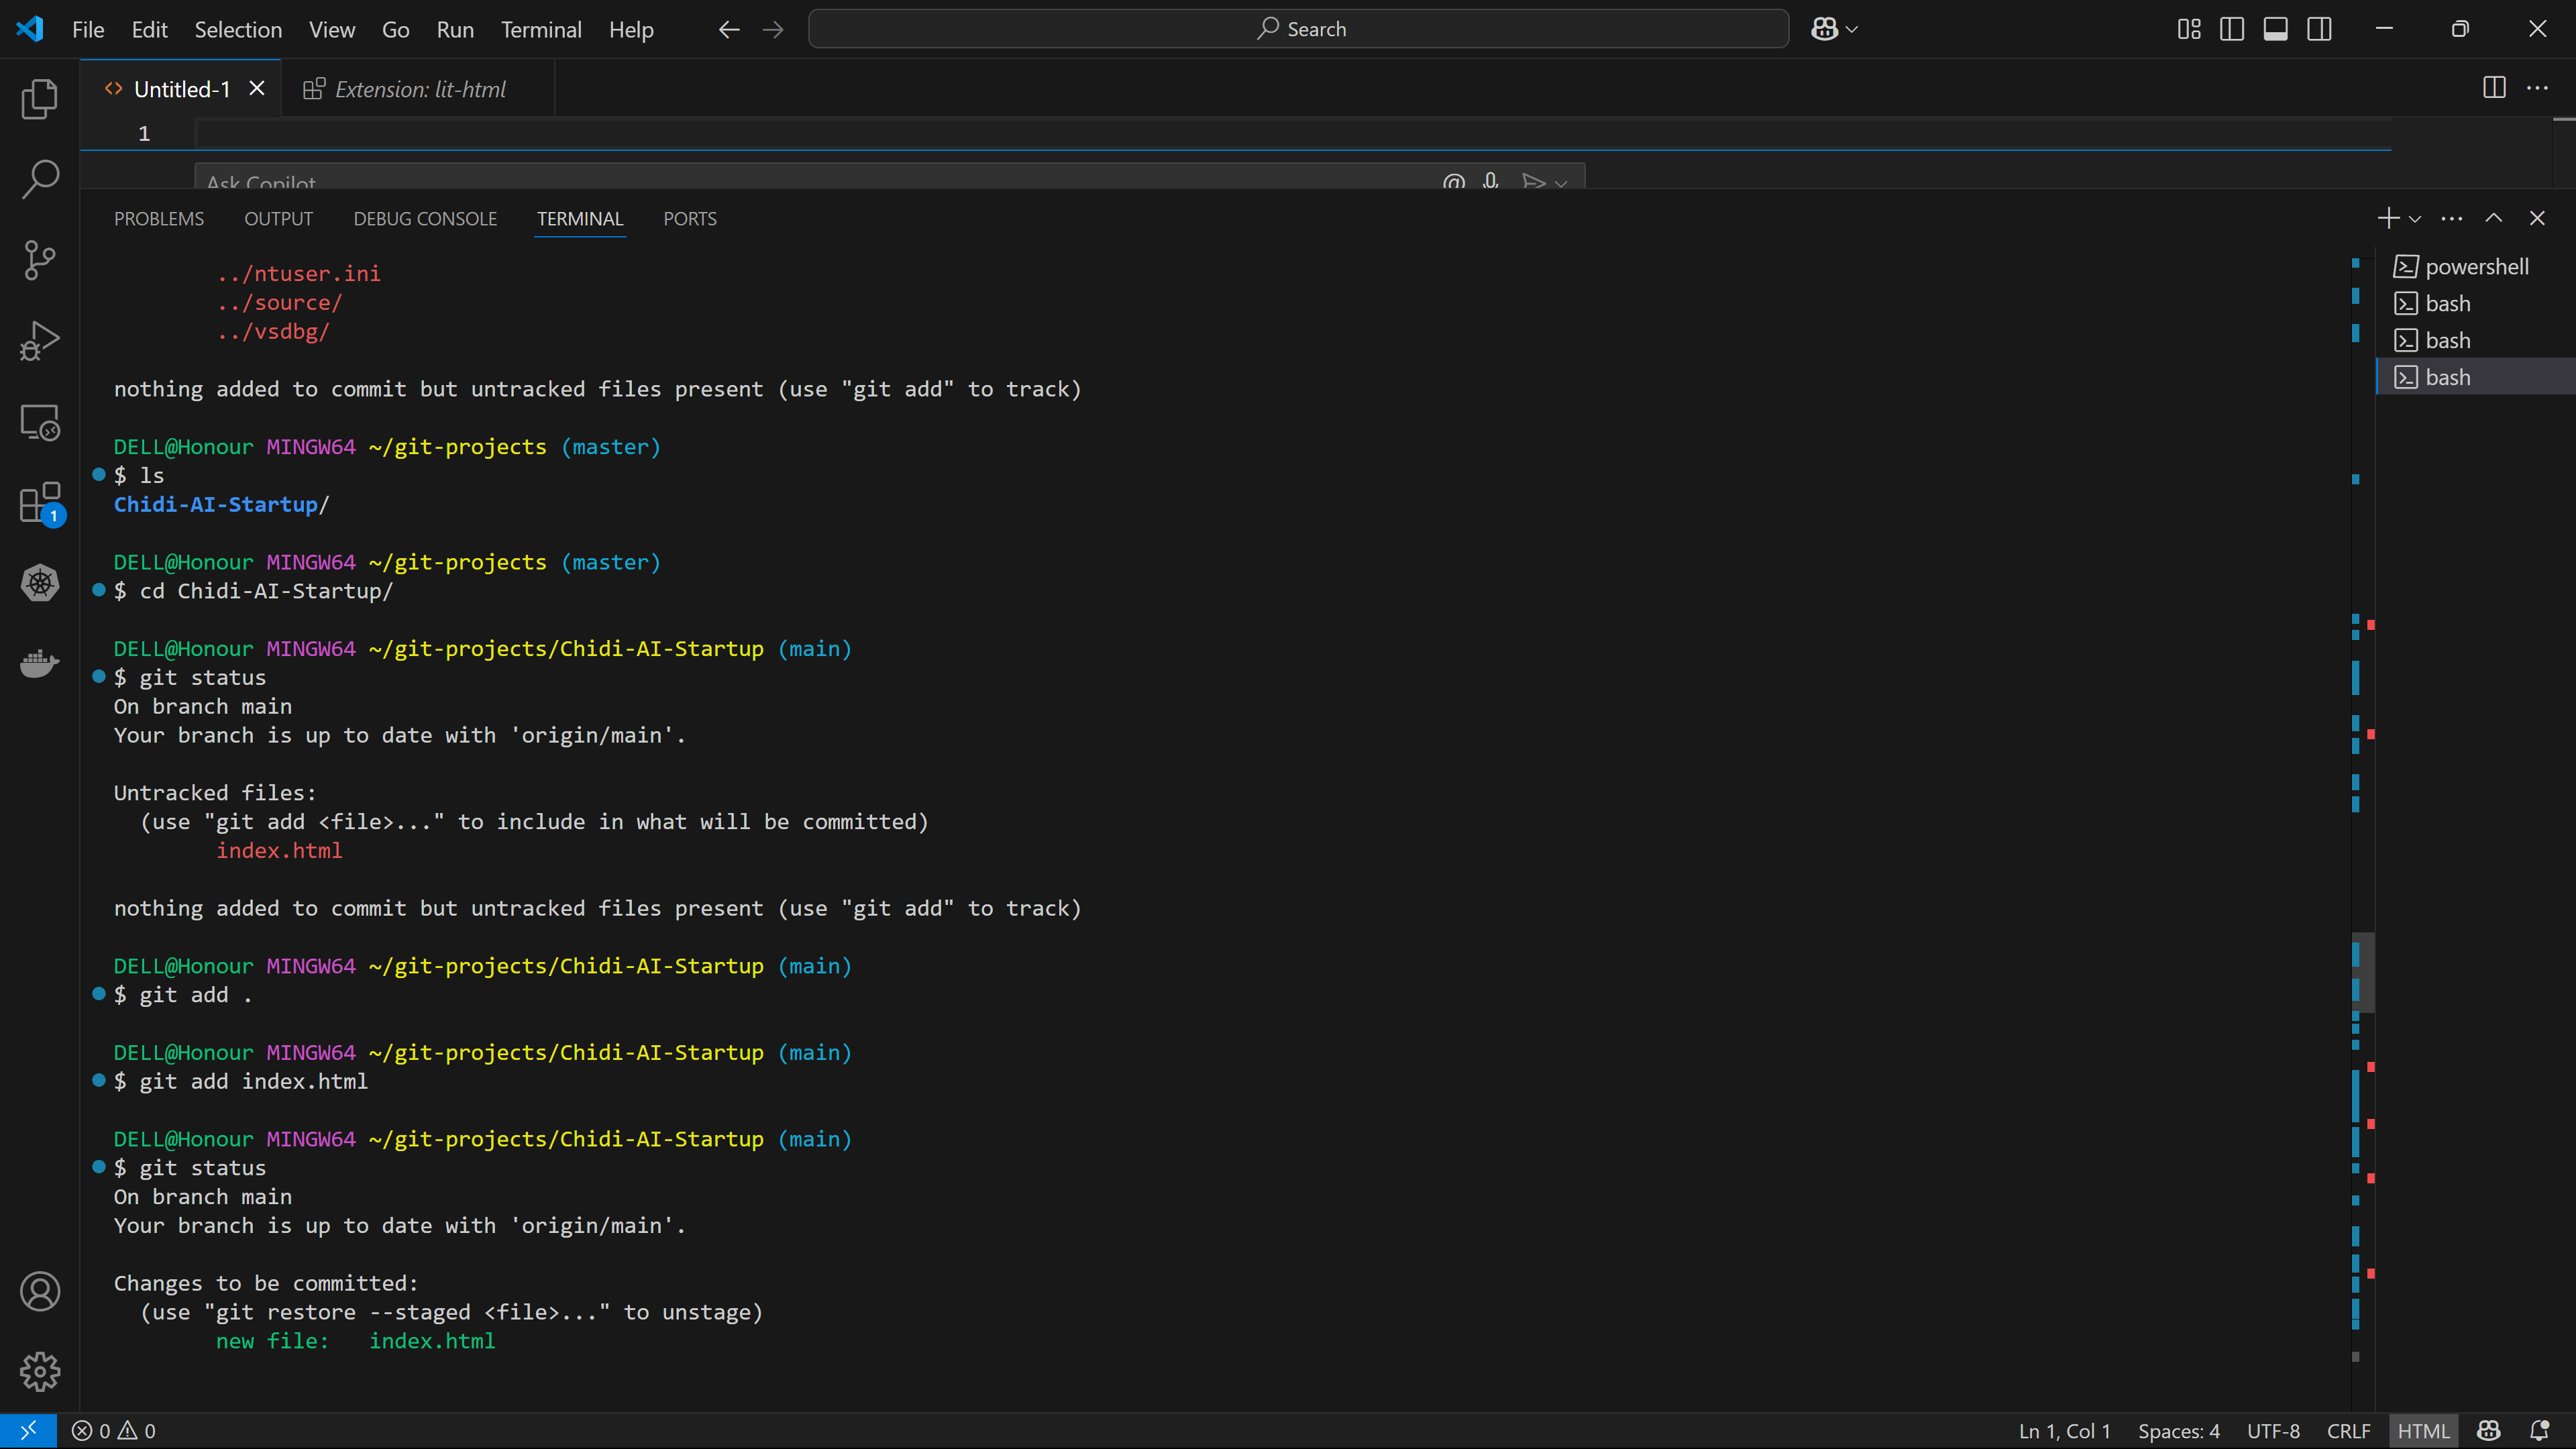 File Edit Selection View Go Run Terminal Help Search
Untitled-1 Extension: lit-html
1
Ask Copilot
PROBLEMS OUTPUT DEBUG CONSOLE TERMINAL PORTS
../ntuser.ini
../source/
../vsdbg/
nothing added to commit but untracked files present (use "git add" to track)
DELL@Honour MINGW64 ~/git-projects (master)
$ ls
Chidi-AI-Startup/
DELL@Honour MINGW64 ~/git-projects (master)
$ cd Chidi-AI-Startup/
DELL@Honour MINGW64 ~/git-projects/Chidi-AI-Startup (main)
$ git status
On branch main
Your branch is up to date with 'origin/main'.
Untracked files:
(use "git add <file>..." to include in what will be committed)
index.html
nothing added to commit but untracked files present (use "git add" to track)
DELL@Honour MINGW64 ~/git-projects/Chidi-AI-Startup (main)
$ git add .
DELL@Honour MINGW64 ~/git-projects/Chidi-AI-Startup (main)
$ git add index.html
DELL@Honour MINGW64 ~/git-projects/Chidi-AI-Startup (main)
$ git status
On branch main
Your branch is up to date with 'origin/main'.
Changes to be committed:
(use "git restore --staged <file>..." to unstage)
new file: index.html
powershell
bash
bash
bash
1
0 0 Ln 1, Col 1 Spaces: 4 UTF-8 CRLF HTML